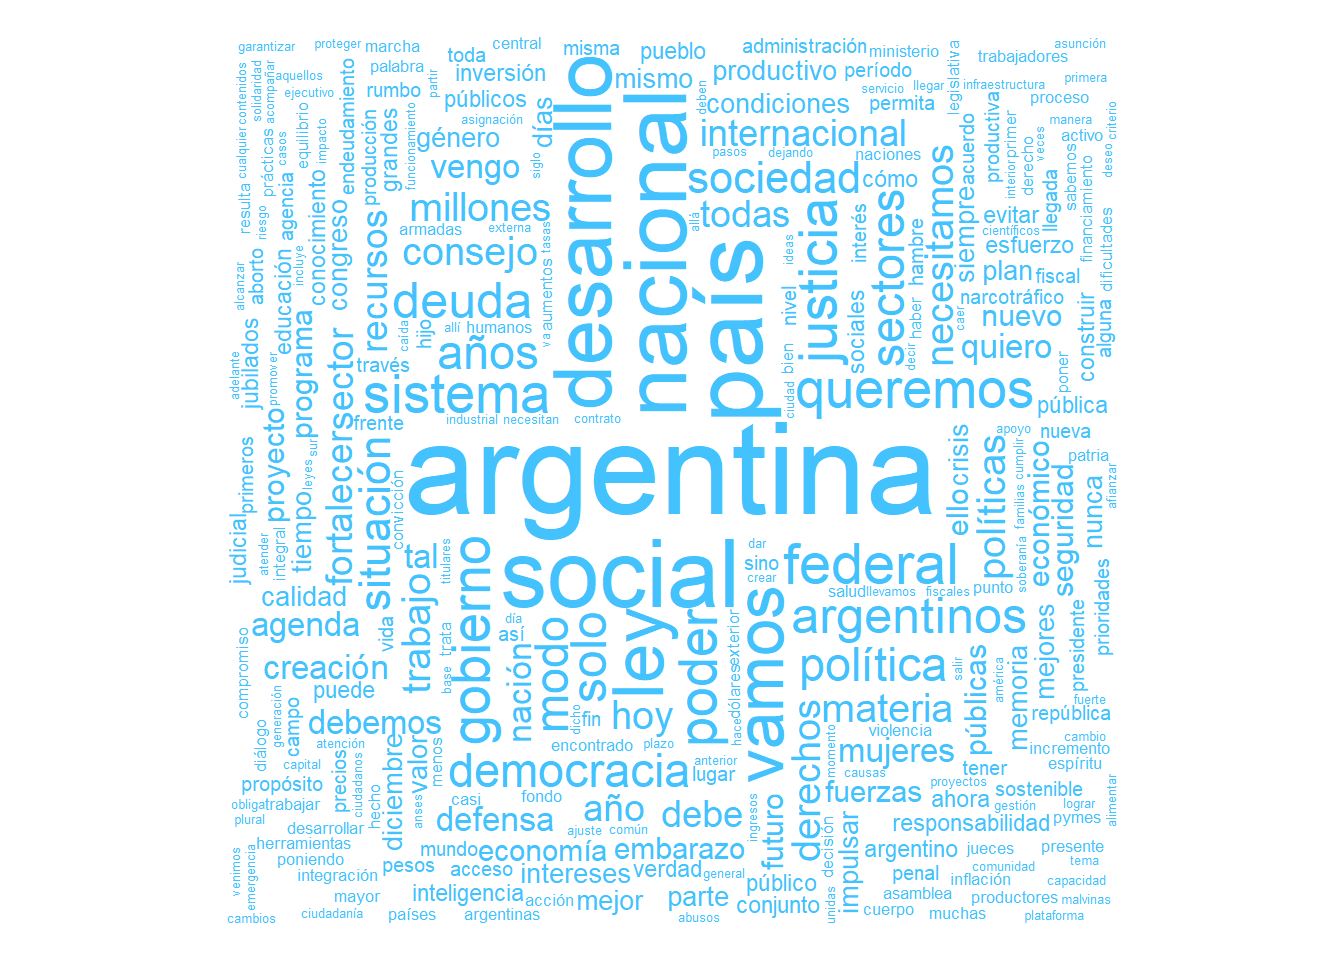 argentina
social
nacional
desarrollo
país
ley
vamos
gobierno
federal
queremos
argentinos
política
sistema
justicia
deuda
poder
democracia
sociedad
sectores
años
internacional
millones
consejo
recursos
necesitamos
situación
fortalecer
sector
trabajo
modo
solo
hoy
materia
derechos
políticas
agenda
creación
debemos
defensa
año
debe
economía
embarazo
nación
mujeres
fuerzas
públicas
memoria
mejores
económico
seguridad
nunca
ello
crisis
quiero
nuevo
plan
evitar
esfuerzo
siempre
acuerdo
todas
condiciones
productivo
mismo
vengo
género
inversión
públicos
días
grandes
producción
endeudamiento
congreso
conocimiento
programa
educación
agencia
aborto
jubilados
proyecto
tiempo
primeros
judicial
calidad
tal
integral
atender
convicción
titulares
garantizar
proteger
marcha
toda
central
misma
pueblo
administración
ministerio
legislativa
trabajadores
asunción
palabra
aquellos
ejecutivo
rumbo
partir
período
servicio
llegar
infraestructura
primera
permita
proceso
contenidos
solidaridad
acompañar
cualquier
prácticas
casos
equilibrio
impacto
asignación
funcionamiento
siglo
deben
pasos
dejando
naciones
cómo
productiva
interior
primer
derecho
veces
manera
activo
criterio
deseo
sabemos
llegada
financiamiento
científicos
dificultades
resulta
riesgo
incluye
alcanzar
armadas
externa
tasas
aumentos
allá
ideas
interés
hambre
haber
nivel
sociales
fiscal
narcotráfico
construir
alguna
adelante
promover
caída
allí
humanos
hijo
través
va
bien
decir
caer
poner
ciudad
frente
industrial
necesitan
contrato
pública
sur
leyes
apoyo
nueva
patria
cumplir
familias
soberanía
afianzar
dar
sino
crear
salud
llevamos
fiscales
punto
prioridades
compromiso
vida
base
trata
así
día
exterior
dólares
hace
salir
américa
presidente
fuerte
república
puede
generación
campo
diálogo
atención
diciembre
valor
menos
dicho
fin
encontrado
plazo
anterior
lugar
violencia
momento
causas
cambio
incremento
espíritu
propósito
capital
precios
ciudadanos
hecho
anses
casi
fondo
ingresos
futuro
tener
proyectos
ahora
sostenible
gestión
lograr
pymes
alimentar
obliga
trabajar
plural
desarrollar
herramientas
poniendo
pesos
mundo
ajuste
común
decisión
impulsar
responsabilidad
argentino
jueces
presente
tema
venimos
emergencia
integración
acceso
intereses
verdad
general
público
penal
inflación
comunidad
capacidad
mayor
inteligencia
acción
mejor
parte
conjunto
unidas
asamblea
productores
malvinas
cambios
ciudadanía
países
argentinas
abusos
cuerpo
muchas
plataforma